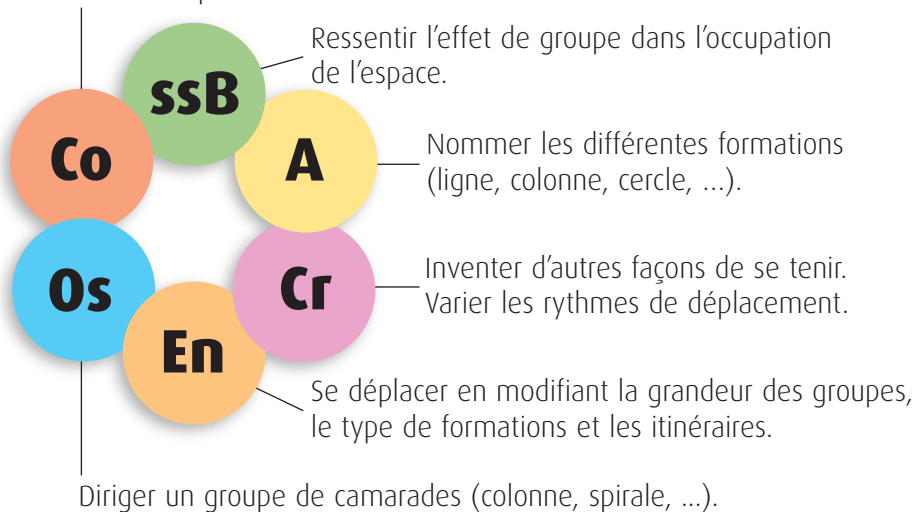 ssB
Ressentir l’effet de groupe dans l’occupation
de l’espace.
Co
A
Nommer les différentes formations
(ligne, colonne, cercle, ...).
Os
Cr
Inventer d’autres façons de se tenir.
Varier les rythmes de déplacement.
En
Se déplacer en modifiant la grandeur des groupes,
le type de formations et les itinéraires.
Diriger un groupe de camarades (colonne, spirale, ...).